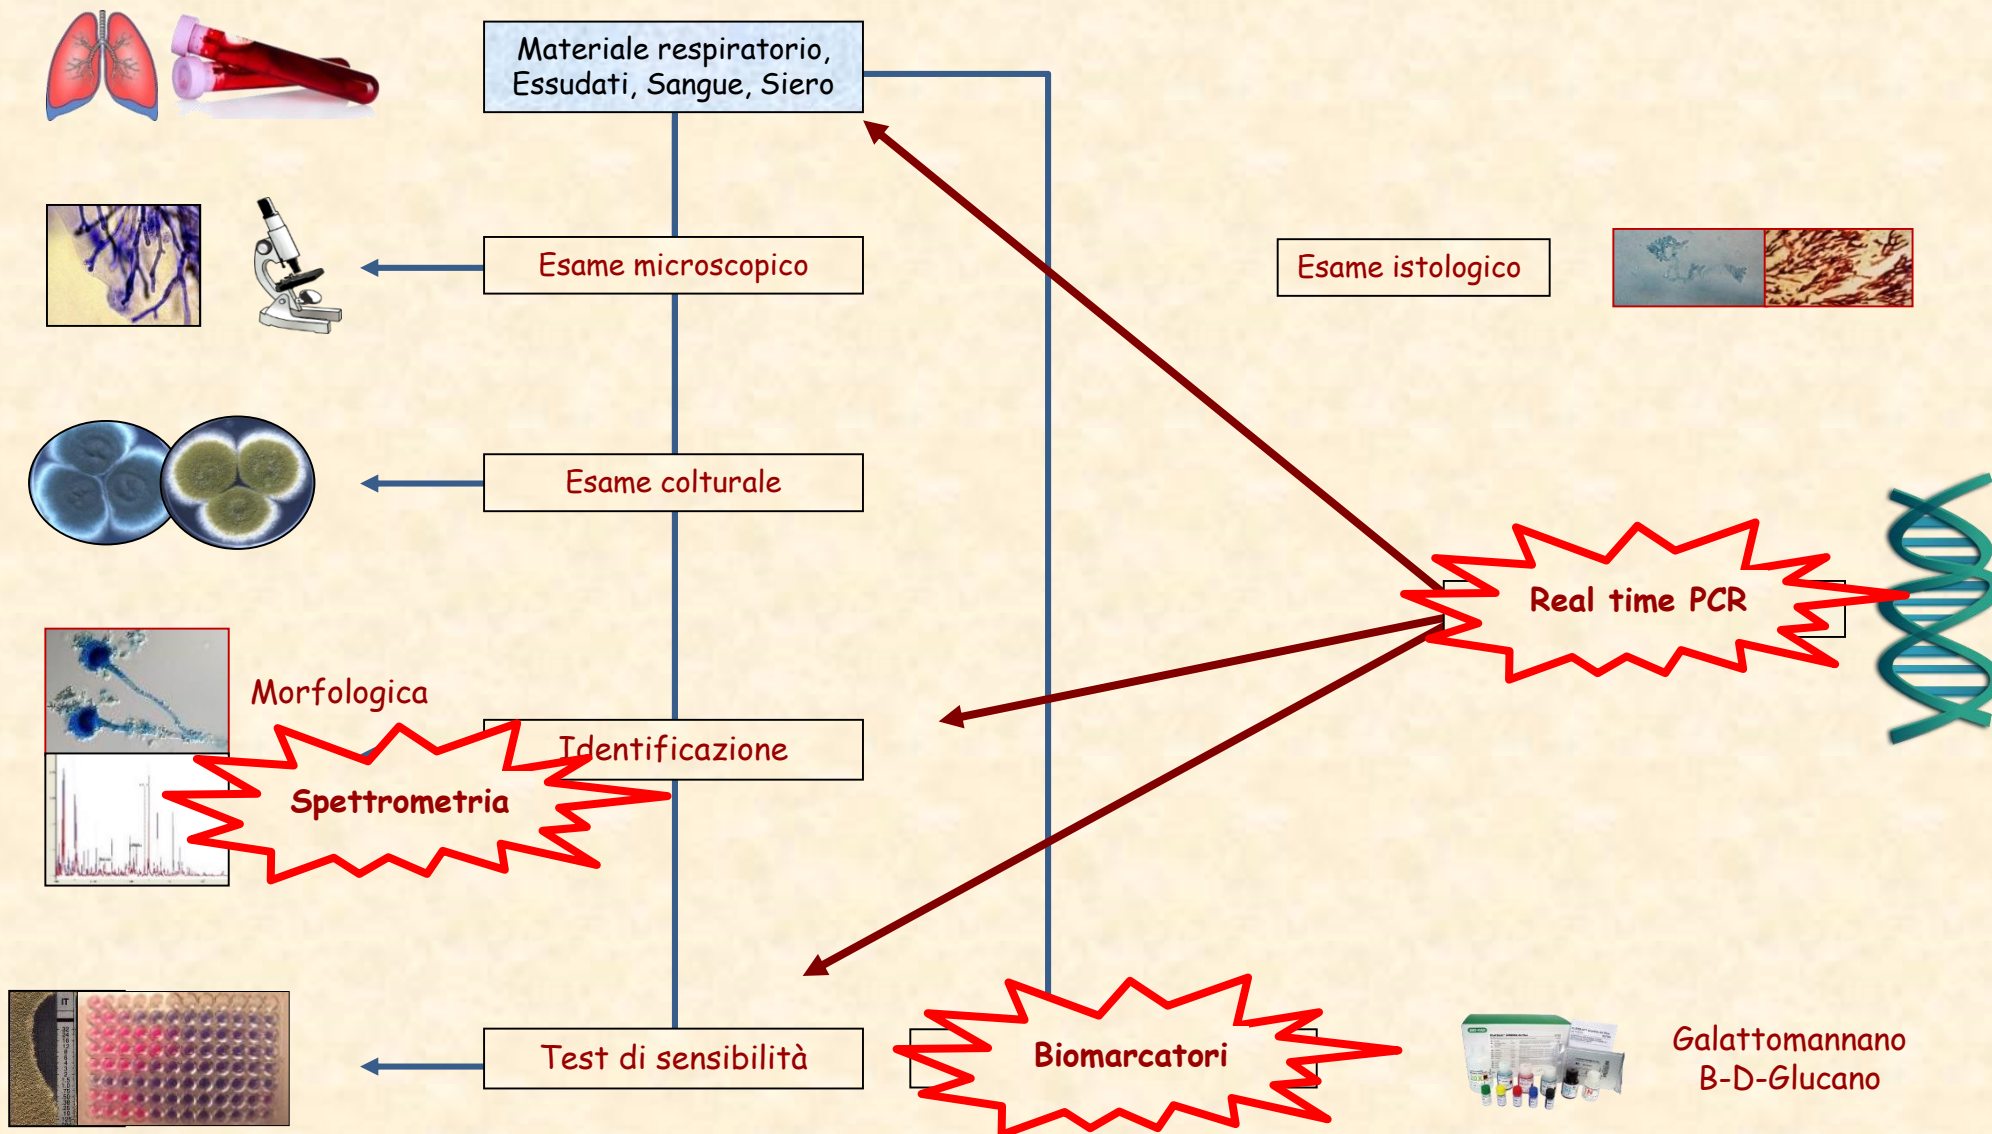 Materiale respiratorio,
Essudati, Sangue, Siero
Esame microscopico
Esame istologico
Esame colturale
Real time PCR
Morfologica
Identificazione
Spettrometria
Test di sensibilità
Biomarcatori
Galattomannano
B-D-Glucano
IT